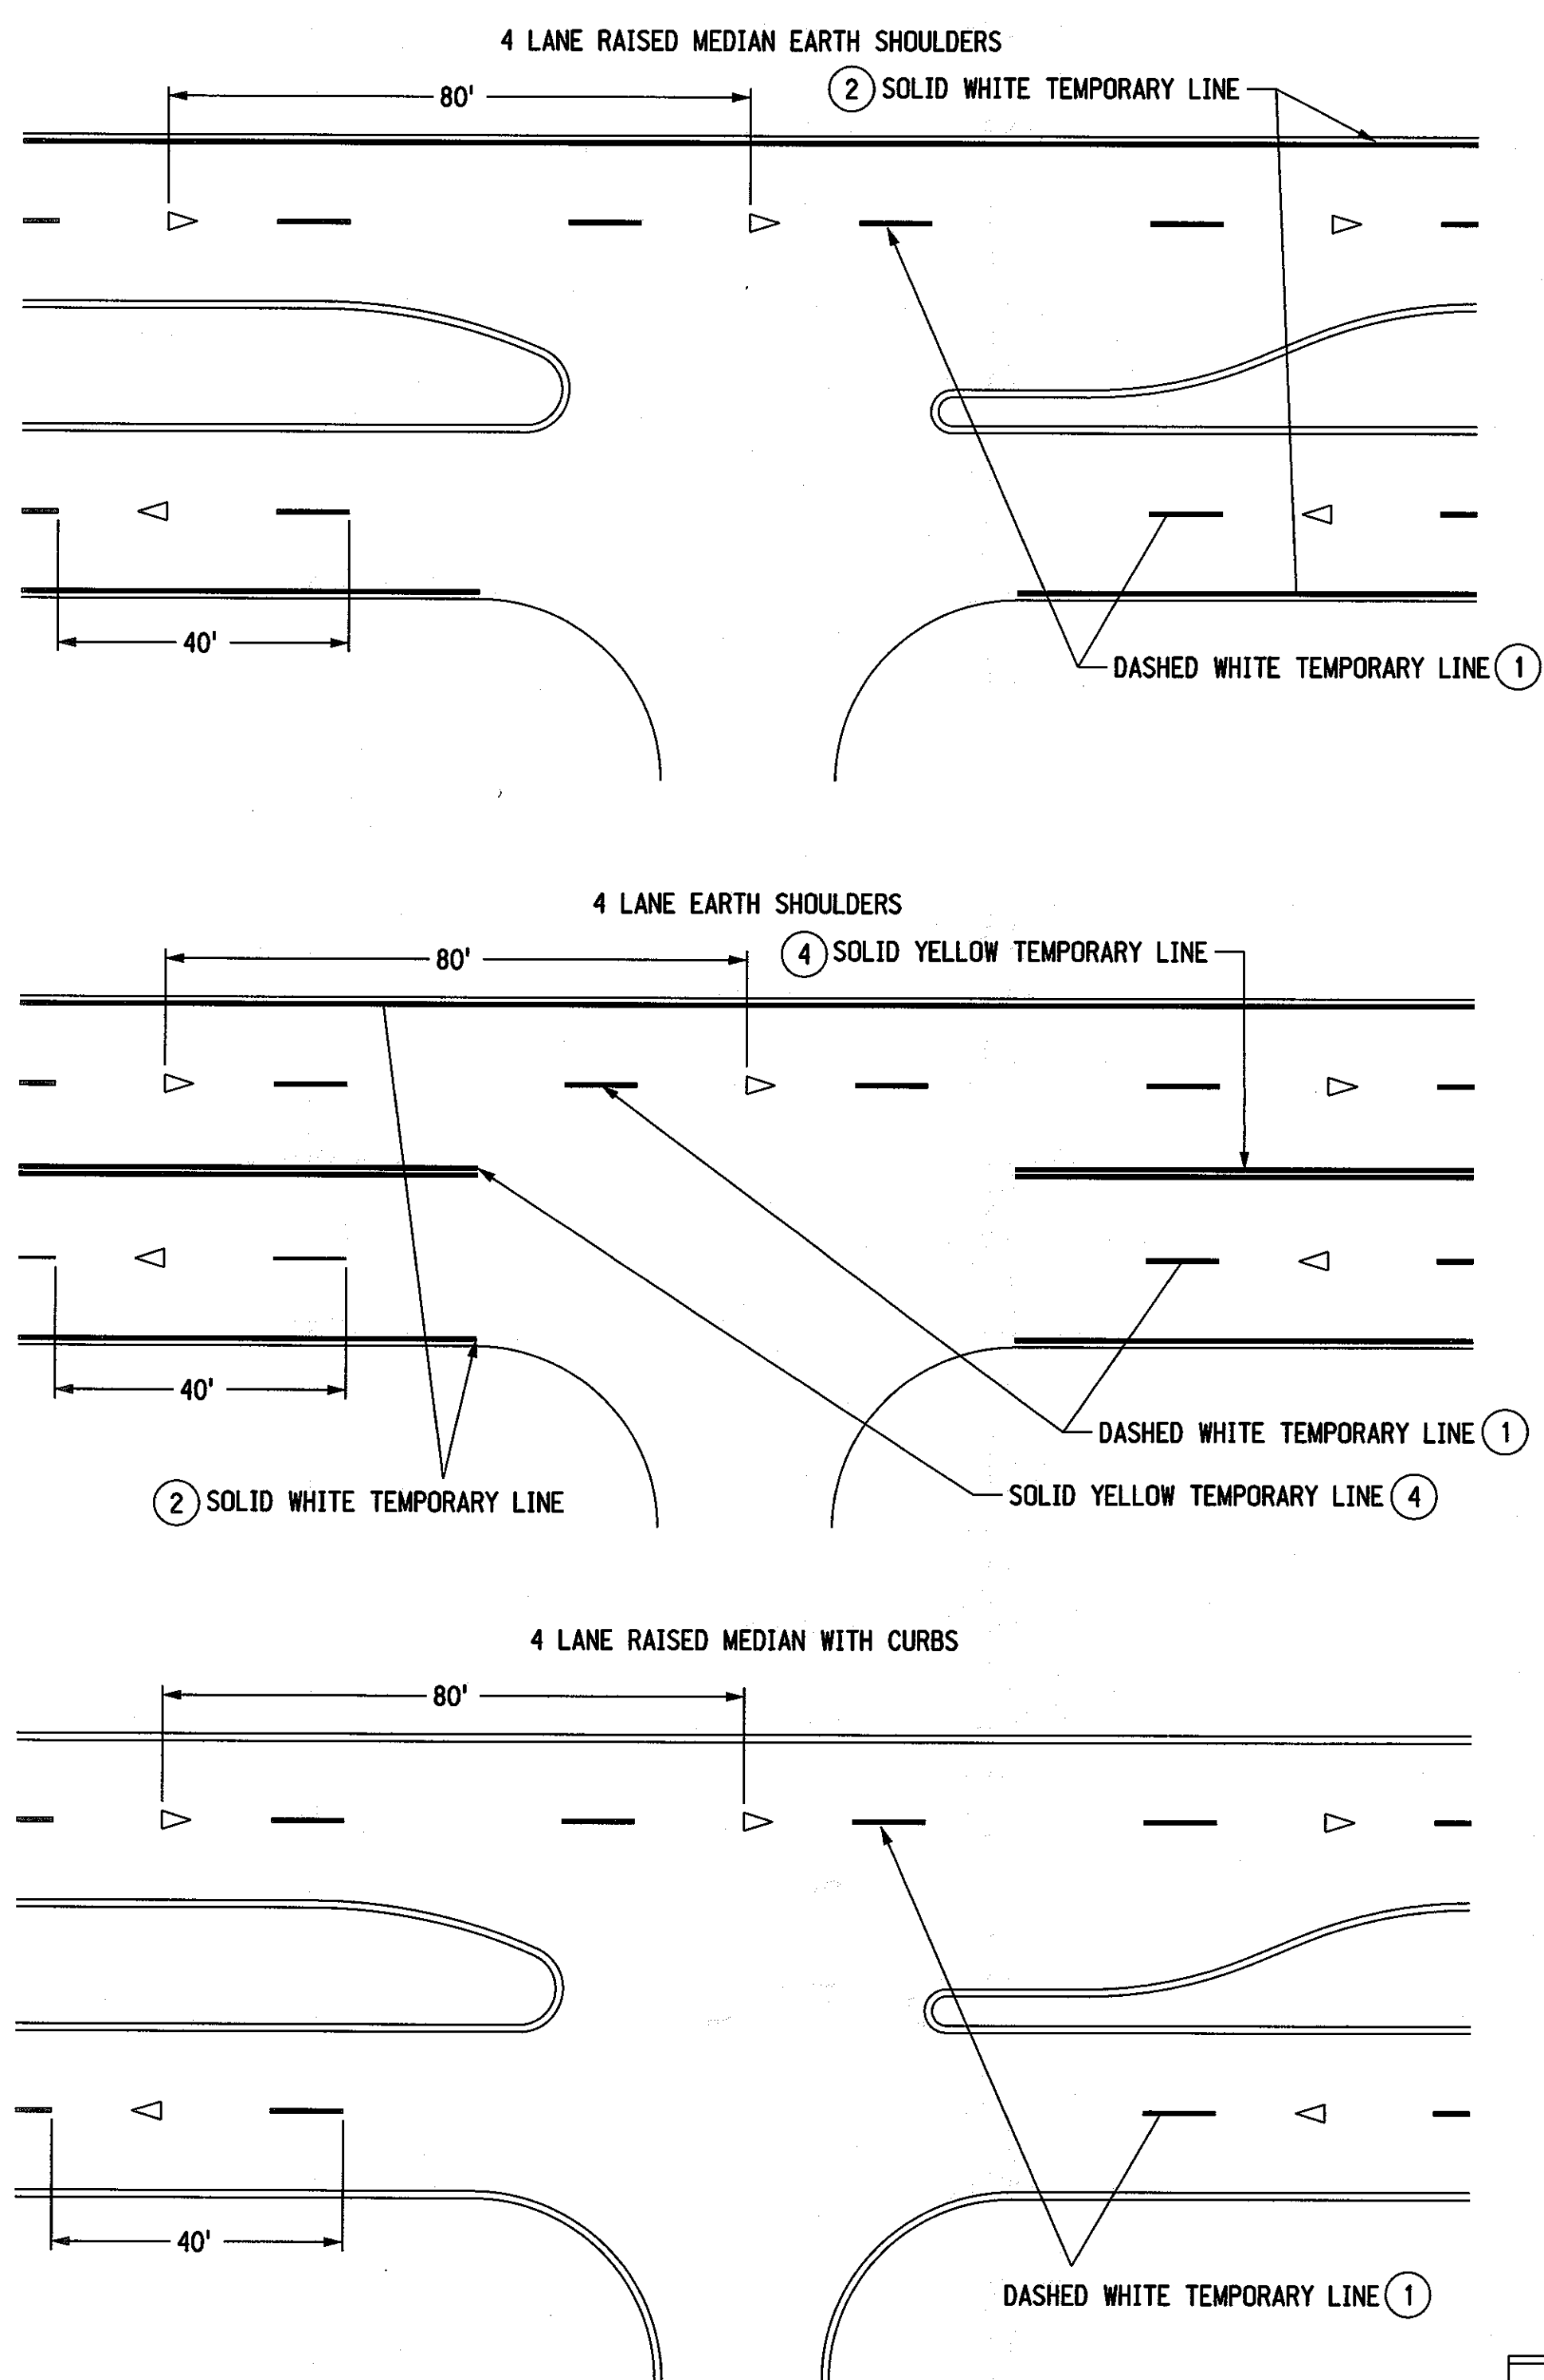 4 LANE RAISED MEDIAN EARTH SHOULDERS
80'
2 SOLID WHITE TEMPORARY LINE
40'
DASHED WHITE TEMPORARY LINE 1
4 LANE EARTH SHOULDERS
80'
4 SOLID YELLOW TEMPORARY LINE
40'
DASHED WHITE TEMPORARY LINE 1
2 SOLID WHITE TEMPORARY LINE
SOLID YELLOW TEMPORARY LINE 4
4 LANE RAISED MEDIAN WITH CURBS
80'
40'
DASHED WHITE TEMPORARY LINE 1